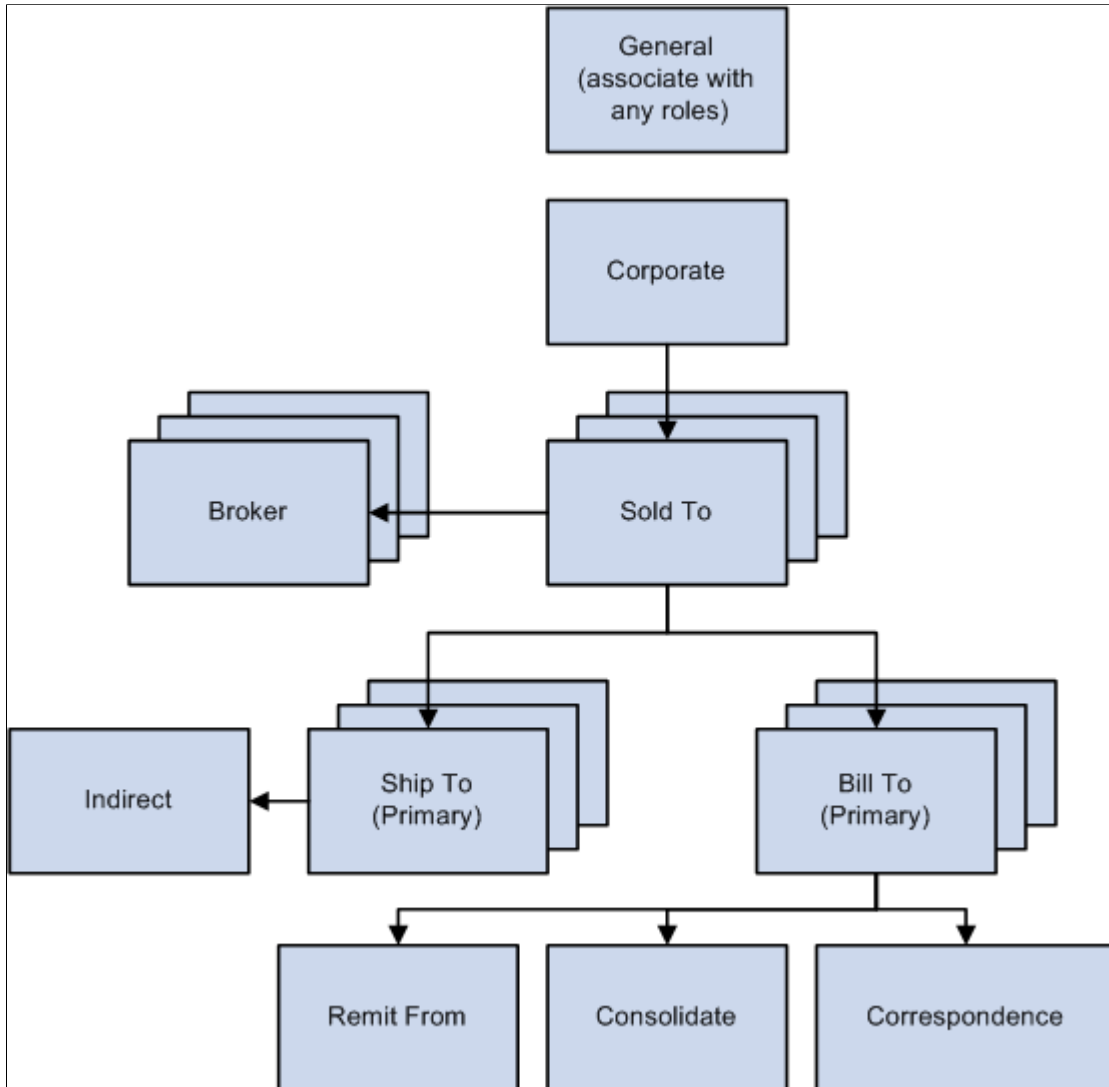 General
(associate with
any roles)
Corporate
Broker
Sold To
Indirect
Ship To
(Primary)
Bill To
(Primary)
Remit From
Consolidate
Correspondence